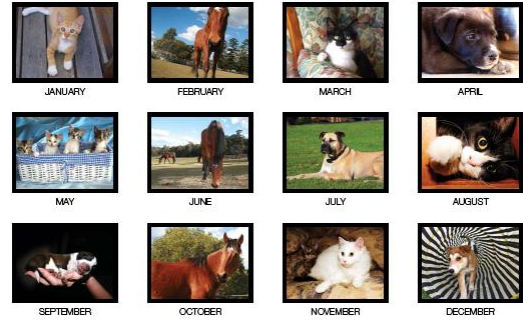 JANUARY
FEBRUARY
MARCH
APRIL
MAY
JUNE
JULY
AUGUST
SEPTEMBER
OCTOBER
NOVEMBER
DECEMBER